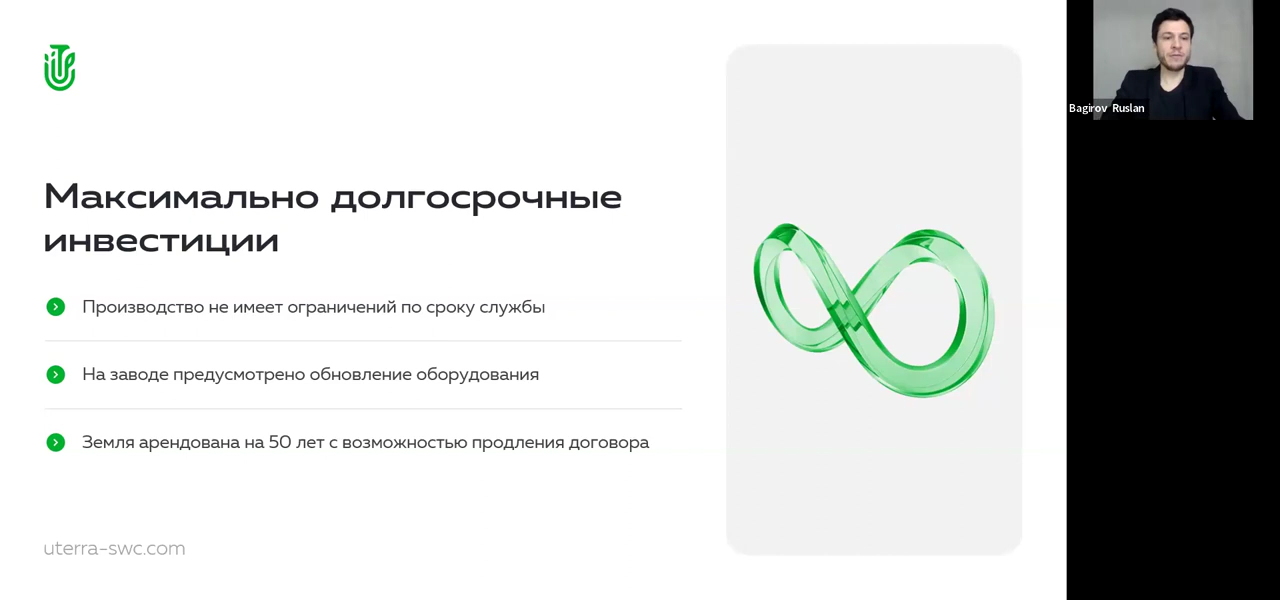 Максимально долгосрочные
инвестиции
Производство не имеет ограничений по сроку службы
На заводе предусмотрено обновление оборудования
Земля арендована на 50 лет с возможностью продления договора
uterra-swc.com
Bagirov Ruslan